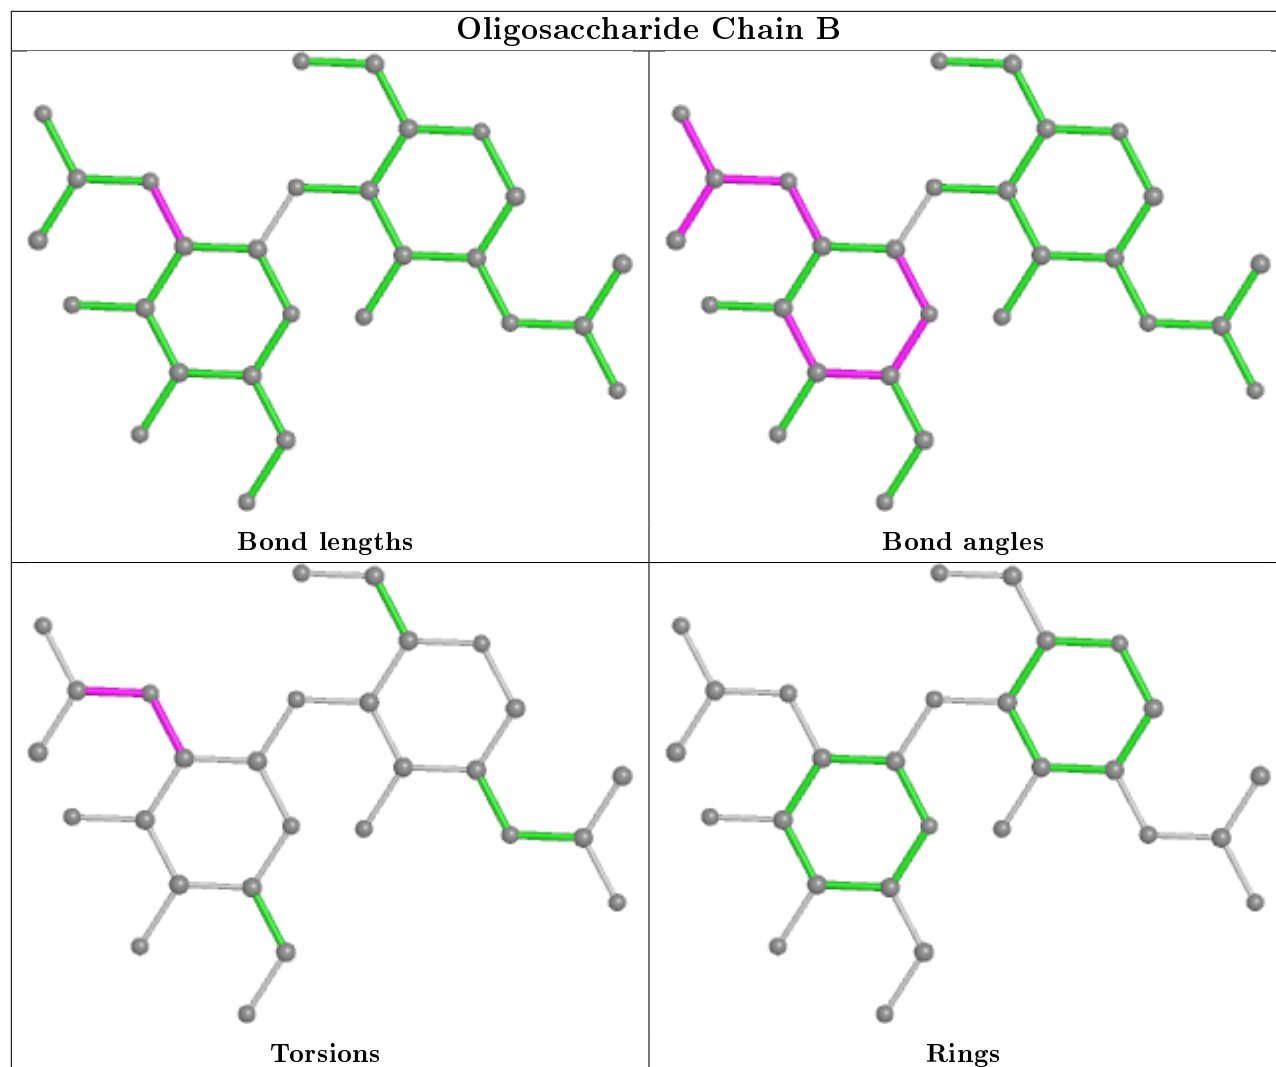 Oligosaccharide Chain B
Bond lengths
Bond angles
Torsions
Rings